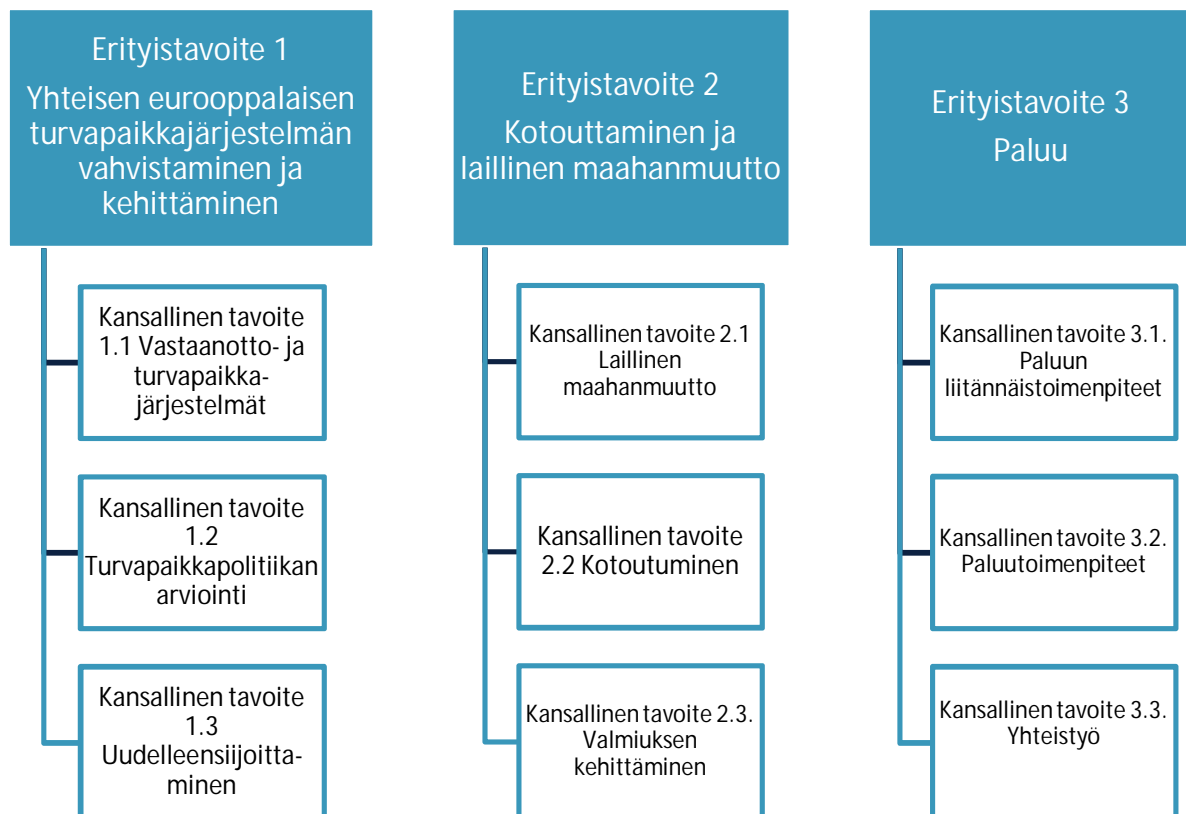 Erityistavoite 1
Yhteisen eurooppalaisen
turvapaikkajärjestelmän
vahvistaminen ja
kehittäminen
Kansallinen tavoite
1.1 Vastaanotto- ja
turvapaikka-
järjestelmät
Kansallinen tavoite
1.2
Turvapaikkapolitiikan
arviointi
Kansallinen tavoite
1.3
Uudelleensijoitta-
minen
Erityistavoite 2
Kotouttaminen ja
laillinen maahanmuutto
Kansallinen tavoite 2.1
Laillinen
maahanmuutto
Kansallinen tavoite
2.2 Kotoutuminen
Kansallinen tavoite 2.3.
Valmiuksen
kehittäminen
Erityistavoite 3
Paluu
Kansallinen tavoite 3.1.
Paluun
liitännäistoimenpiteet
Kansallinen tavoite 3.2.
Paluutoimenpiteet
Kansallinen tavoite 3.3.
Yhteistyö